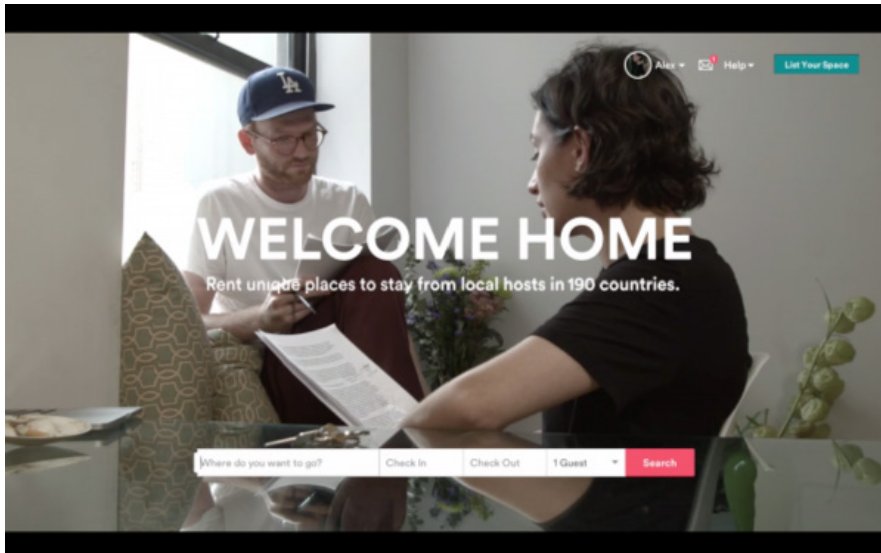 LA
Alex
Help
List Your Space
WELCOME HOME
Rent unique places to stay from local hosts in 190 countries.
Where do you want to go?
Check In
Check Out
1 Guest
Search